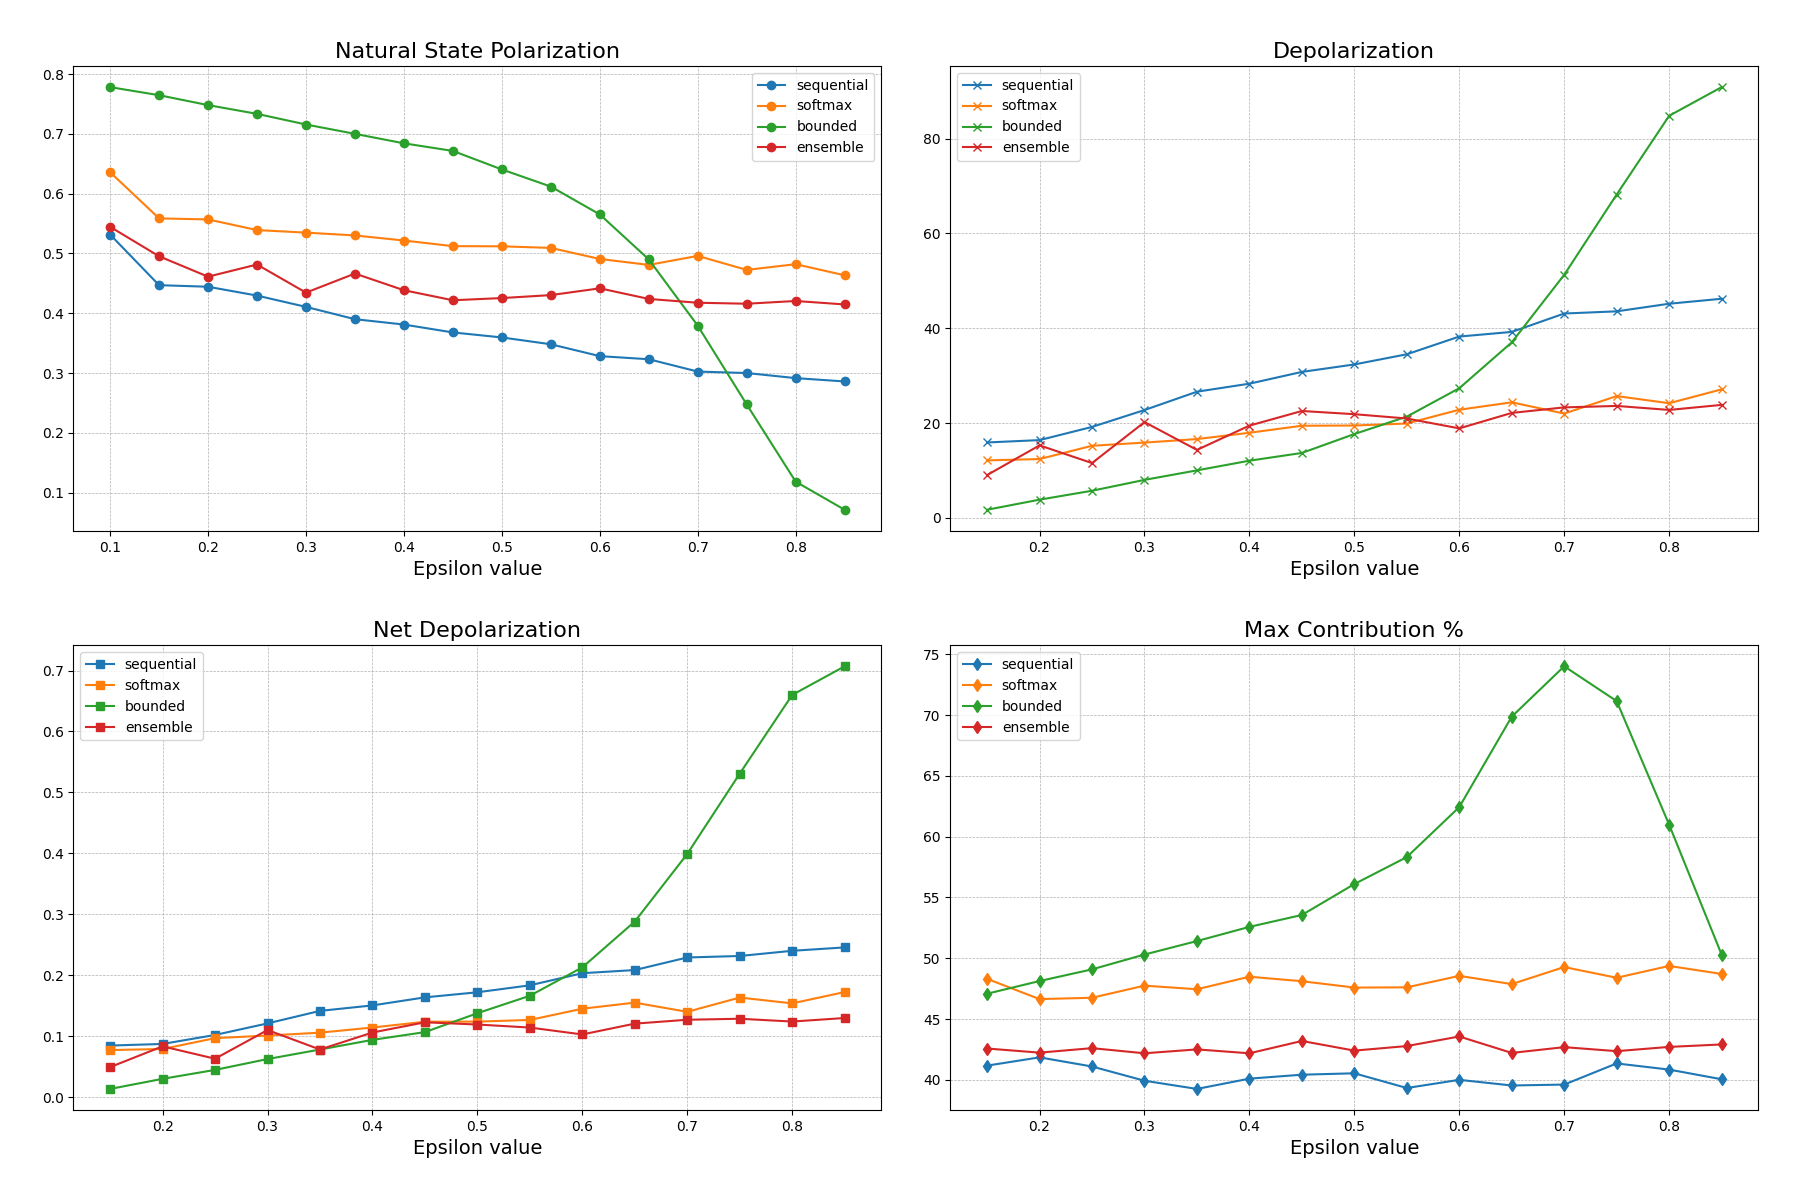 Natural State Polarization
0.8
0.7
0.6
0.5
0.4
0.3
0.2
0.1
sequential
softmax
bounded
ensemble
0.1 0.2 0.3 0.4 0.5 0.6 0.7 0.8
Epsilon value
Depolarization
80
60
40
20
0
sequential
softmax
bounded
ensemble
0.2 0.3 0.4 0.5 0.6 0.7 0.8
Epsilon value
Net Depolarization
0.7
0.6
0.5
0.4
0.3
0.2
0.1
0.0
sequential
softmax
bounded
ensemble
0.2 0.3 0.4 0.5 0.6 0.7 0.8
Epsilon value
Max Contribution %
75
70
65
60
55
50
45
40
sequential
softmax
bounded
ensemble
0.2 0.3 0.4 0.5 0.6 0.7 0.8
Epsilon value